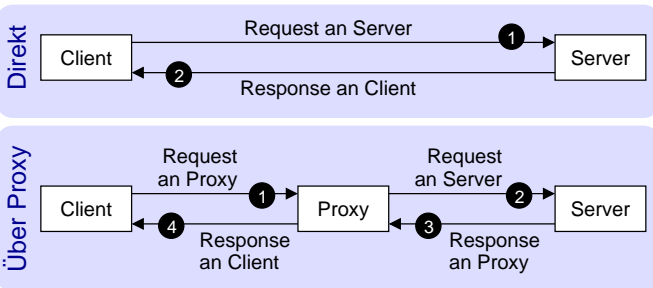 Direkt
Client
Request an Server
1
Server
2
Response an Client
Über Proxy
Client
Request
an Proxy
1
Proxy
Request
an Server
2
Server
4
Response
an Client
3
Response
an Proxy